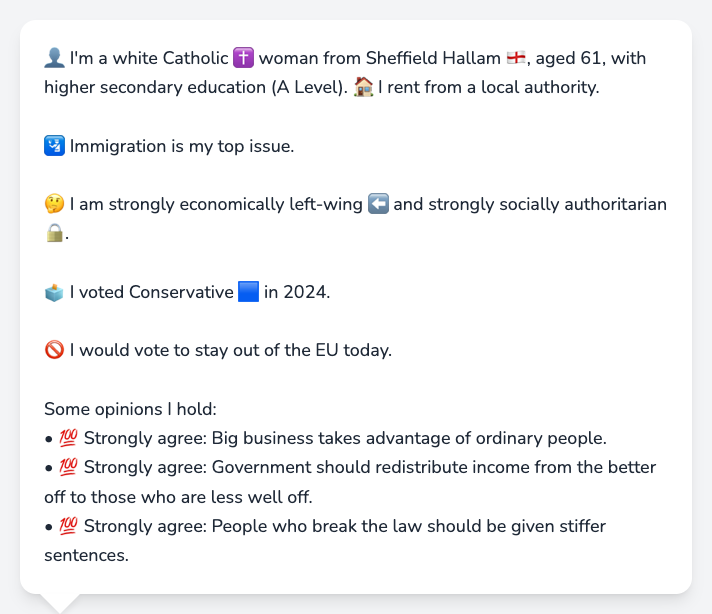 👤 I'm a white Catholic ✝️ woman from Sheffield Hallam 🏴󠁧󠁢󠁥󠁮󠁧󠁿, aged 61, with
higher secondary education (A Level). 🏠 I rent from a local authority.
🛂 Immigration is my top issue.
🤔 I am strongly economically left-wing ⬅️ and strongly socially authoritarian
🔒.
🗳️ I voted Conservative 🟦 in 2024.
🚫 I would vote to stay out of the EU today.
Some opinions I hold:
• 💯 Strongly agree: Big business takes advantage of ordinary people.
• 💯 Strongly agree: Government should redistribute income from the better
off to those who are less well off.
• 💯 Strongly agree: People who break the law should be given stiffer
sentences.